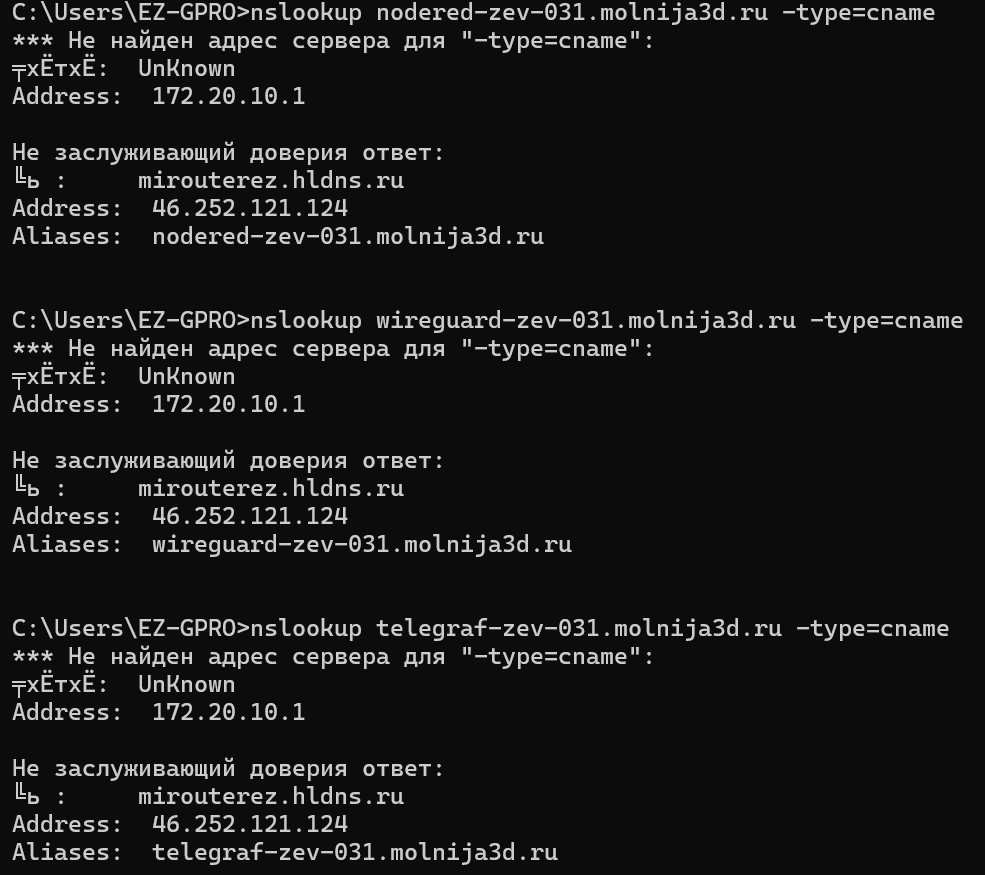 C:\Users\EZ-GPRO>nslookup nodered-zev-031.molnija3d.ru -type=cname
*** Не найден адрес сервера для "-type=cname":
╤хЁтхЁ:  UnKnown
Address:  172.20.10.1
Не заслуживающий доверия ответ:
╚ь :     mirouterez.hldns.ru
Address:  46.252.121.124
Aliases:  nodered-zev-031.molnija3d.ru
C:\Users\EZ-GPRO>nslookup wireguard-zev-031.molnija3d.ru -type=cname
*** Не найден адрес сервера для "-type=cname":
╤хЁтхЁ:  UnKnown
Address:  172.20.10.1
Не заслуживающий доверия ответ:
╚ь :     mirouterez.hldns.ru
Address:  46.252.121.124
Aliases:  wireguard-zev-031.molnija3d.ru
C:\Users\EZ-GPRO>nslookup telegraf-zev-031.molnija3d.ru -type=cname
*** Не найден адрес сервера для "-type=cname":
╤хЁтхЁ:  UnKnown
Address:  172.20.10.1
Не заслуживающий доверия ответ:
╚ь :     mirouterez.hldns.ru
Address:  46.252.121.124
Aliases:  telegraf-zev-031.molnija3d.ru